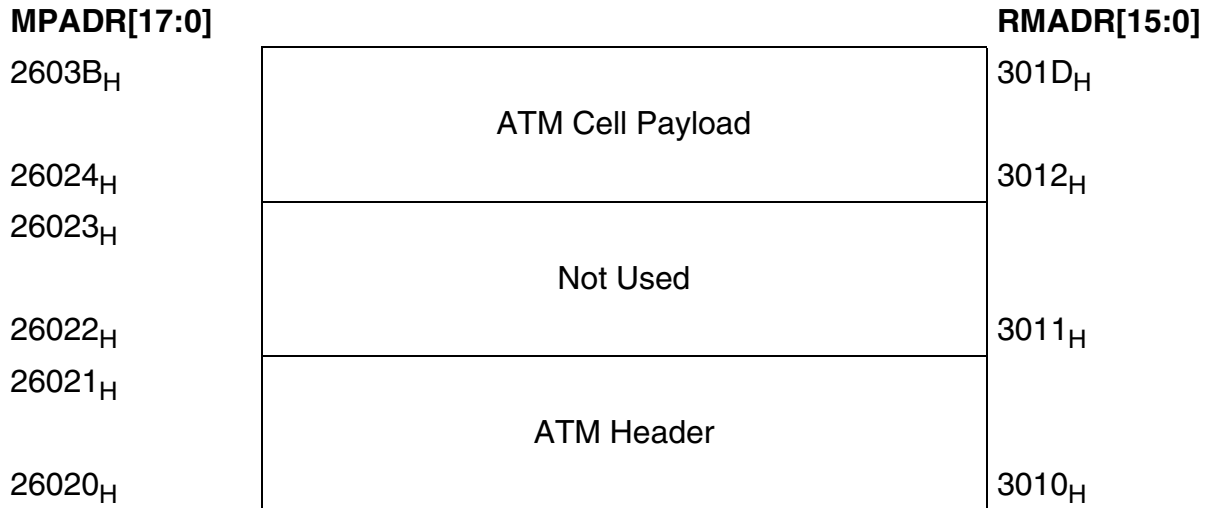 MPADR[17:0] RMADR[15:0]
2603BH 301DH
ATM Cell Payload
26024H 3012H
26023H
Not Used
26022H 3011H
26021H
ATM Header
26020H 3010H